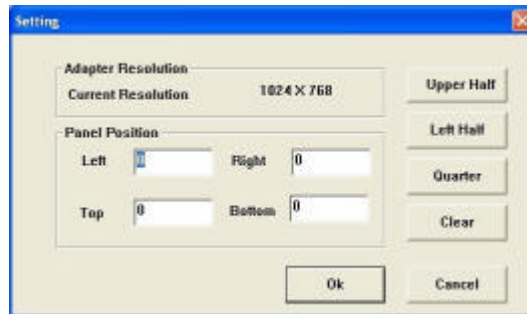 Setting
Adapter Resolution
Current Resolution 1024 X 768
Upper Half
Panel Position
Left Half
Left 0 Right 0
Quarter
Top 0 Bottom 0
Clear
Ok Cancel